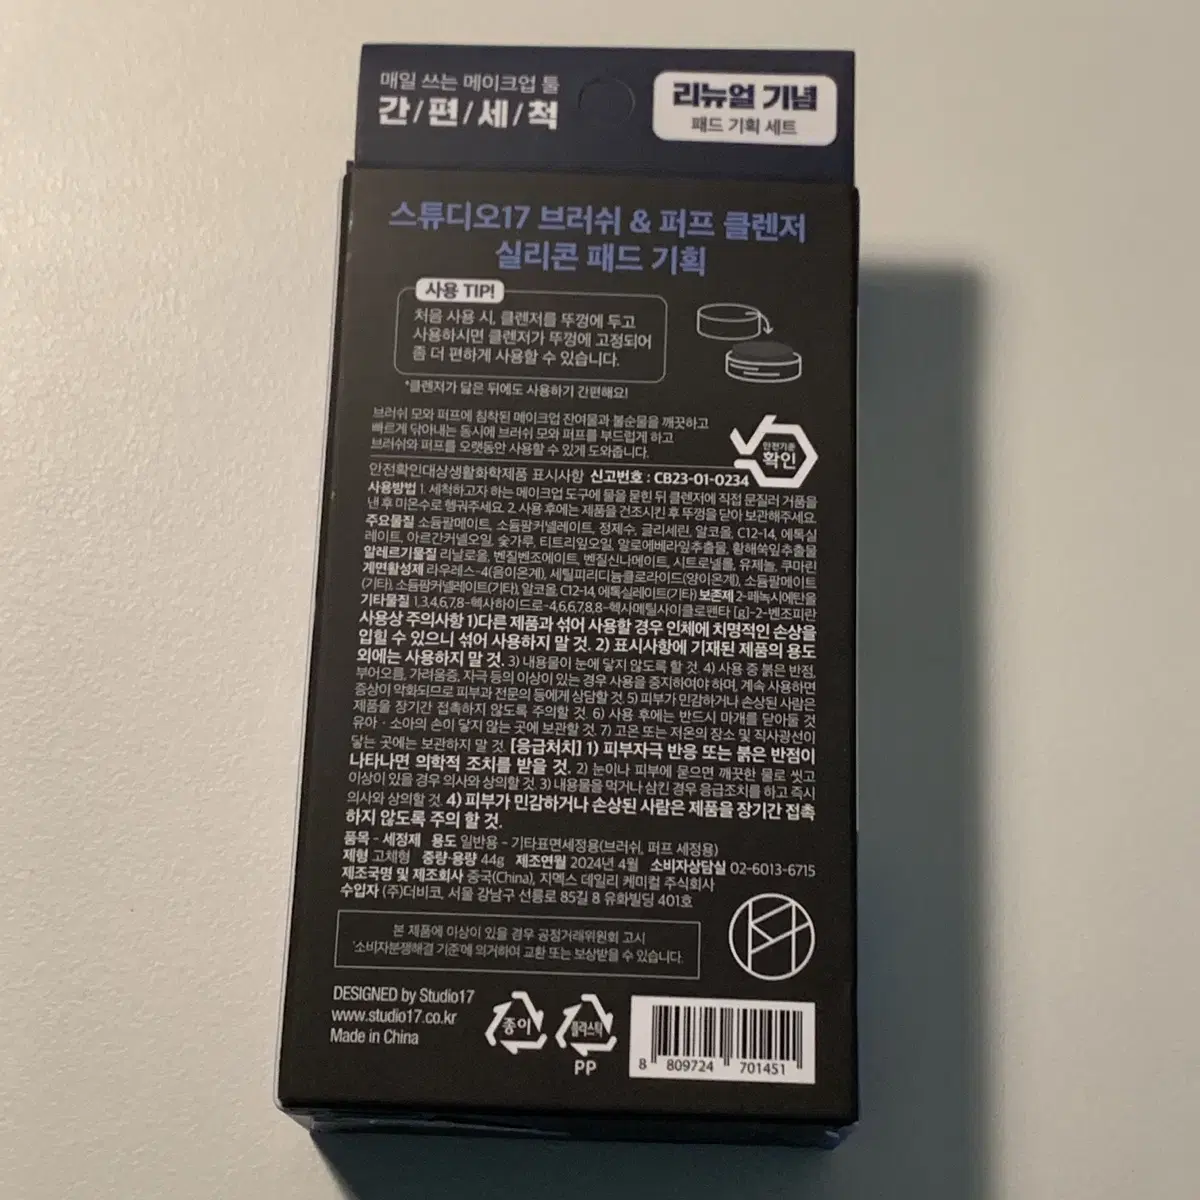 매일 쓰는 메이크업 툴
간/편/세/척
리뉴얼 기념
패드 기획 세트
스튜디오17 브러쉬 & 퍼프 클렌저
실리콘 패드 기획
사용 TIP!
처음 사용 시, 클렌저를 뚜껑에 두고
사용하시면 클렌저가 뚜껑에 고정되어
좀 더 편하게 사용할 수 있습니다.
*클렌저가 닳은 뒤에도 사용하기 간편해요!
브러쉬 모와 퍼프에 침착된 메이크업 잔여물과 불순물을 깨끗하고
빠르게 닦아내는 동시에 브러쉬 모와 퍼프를 부드럽게 하고
브러쉬와 퍼프를 오랫동안 사용할 수 있게 도와줍니다.
안전기준
확인
안전확인대상생활화학제품 표시사항 신고번호 : CB23-01-0234
사용방법 1. 세척하고자 하는 메이크업 도구에 물을 묻힌 뒤 클렌저에 직접 문질러 거품을
낸 후 미온수로 헹궈주세요. 2. 사용 후에는 제품을 건조시킨 후 뚜껑을 닫아 보관해주세요.
주요물질 소듐팔메이트, 소듐팜커넬레이트, 정제수, 글리세린, 알코올, C12-14, 에톡실
레이트, 아르간커넬오일, 숯가루, 티트리잎오일, 알로에베라잎추출물, 황해쑥잎추출물
알레르기물질 리날로올, 벤질벤조에이트, 벤질신나메이트, 시트로넬롤, 유제놀, 쿠마린
계면활성제 라우레스-4(음이온계), 세틸피리디늄클로라이드(양이온계), 소듐팔메이트
(기타), 소듐팜커넬레이트(기타), 알코올, C12-14, 에톡실레이트(기타) 보존제 2-페녹시에탄올
기타물질 1,3,4,6,7,8-헥사하이드로-4,6,6,7,8,8-헥사메틸사이클로펜타 [g]-2-벤조피란
사용상 주의사항 1)다른 제품과 섞어 사용할 경우 인체에 치명적인 손상을
입힐 수 있으니 섞어 사용하지 말 것. 2) 표시사항에 기재된 제품의 용도
외에는 사용하지 말 것. 3) 내용물이 눈에 닿지 않도록 할 것. 4) 사용 중 붉은 반점,
부어오름, 가려움증, 자극 등의 이상이 있는 경우 사용을 중지하여야 하며, 계속 사용하면
증상이 악화되므로 피부과 전문의 등에게 상담할 것. 5) 피부가 민감하거나 손상된 사람은
제품을 장기간 접촉하지 않도록 주의할 것. 6) 사용 후에는 반드시 마개를 닫아둘 것
유아 · 소아의 손이 닿지 않는 곳에 보관할 것. 7) 고온 또는 저온의 장소 및 직사광선이
닿는 곳에는 보관하지 말 것. [응급처치] 1) 피부자극 반응 또는 붉은 반점이
나타나면 의학적 조치를 받을 것. 2) 눈이나 피부에 묻으면 깨끗한 물로 씻고
이상이 있을 경우 의사와 상의할 것. 3) 내용물을 먹거나 삼킨 경우 응급조치를 하고 즉시
의사와 상의할 것. 4) 피부가 민감하거나 손상된 사람은 제품을 장기간 접촉
하지 않도록 주의 할 것.
품목 - 세정제 용도 일반용 - 기타표면세정용(브러쉬, 퍼프 세정용)
제형 고체형 중량·용량 44g 제조연월 2024년 4월 소비자상담실 02-6013-6715
제조국명 및 제조회사 중국(China), 지멕스 데일리 케미컬 주식회사
수입자 (주)더비코, 서울 강남구 선릉로 85길 8 유화빌딩 401호
본 제품에 이상이 있을 경우 공정거래위원회 고시
'소비자분쟁해결 기준'에 의거하여 교환 또는 보상받을 수 있습니다.
DESIGNED by Studio17
www.studio17.co.kr
Made in China
종이
플라스틱
PP
8 809724 701451